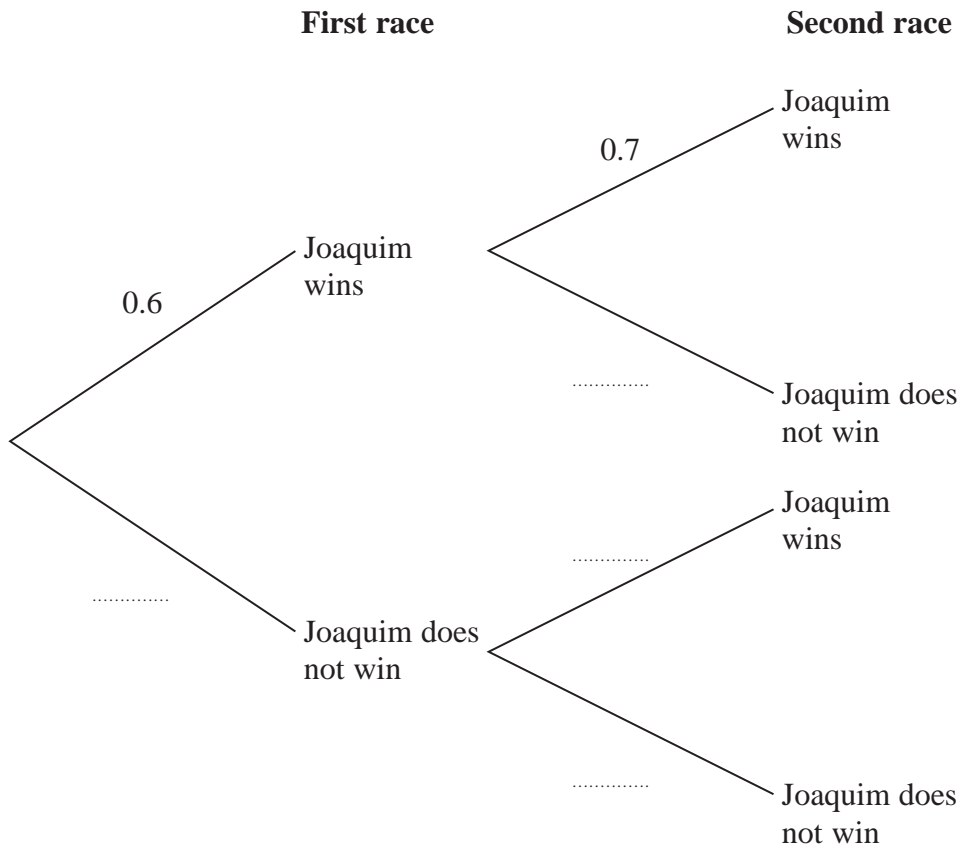 First race
Second race
Joaquim
wins
0.7
Joaquim
wins
0.6
..............
Joaquim does
not win
Joaquim
wins
..............
..............
Joaquim does
not win
..............
Joaquim does
not win